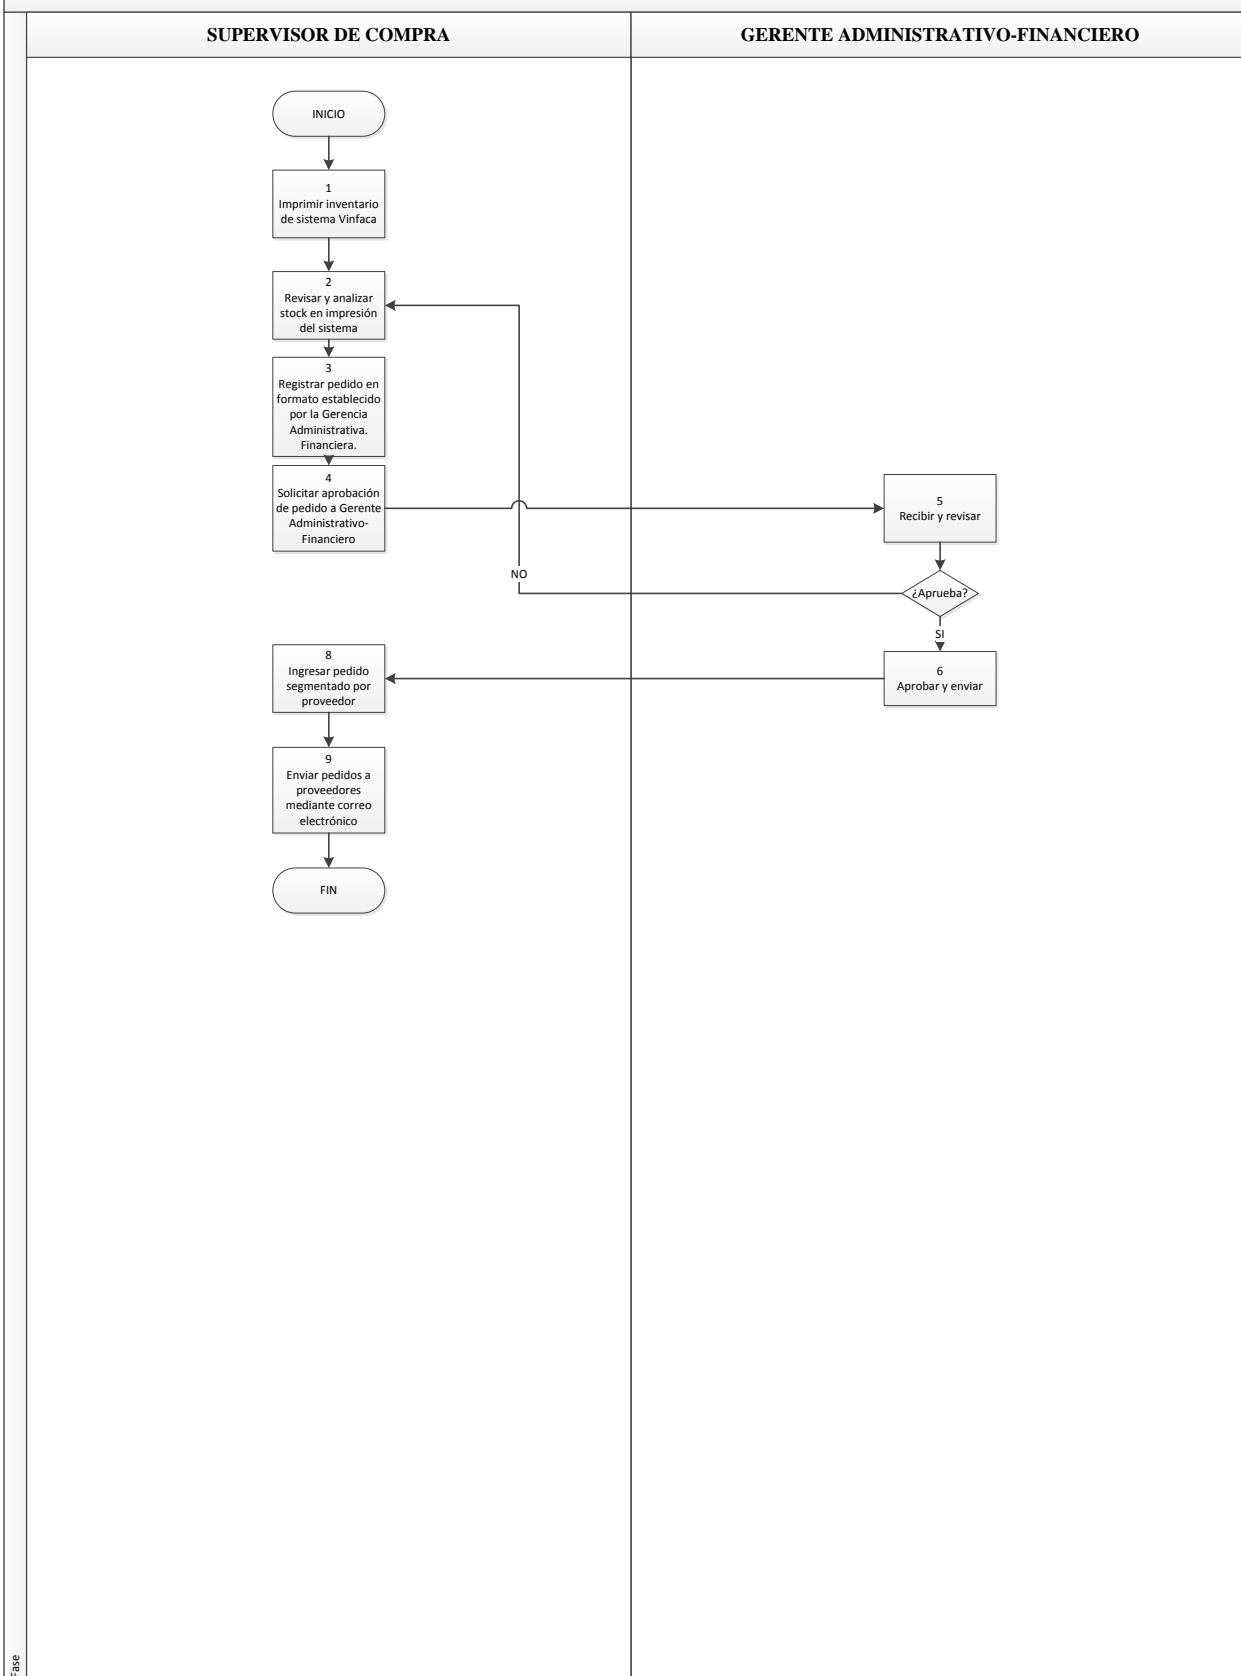 SUPERVISOR DE COMPRA
GERENTE ADMINISTRATIVO-FINANCIERO
INICIO
1
Imprimir inventario
de sistema Vinfaca
2
Revisar y analizar
stock en impresión
del sistema
3
Registrar pedido en
formato establecido
por la Gerencia
Administrativa.
Financiera.
4
Solicitar aprobación
de pedido a Gerente
Administrativo-
Financiero
5
Recibir y revisar
¿Aprueba?
NO
SI
6
Aprobar y enviar
8
Ingresar pedido
segmentado por
proveedor
9
Enviar pedidos a
proveedores
mediante correo
electrónico
FIN
Fase